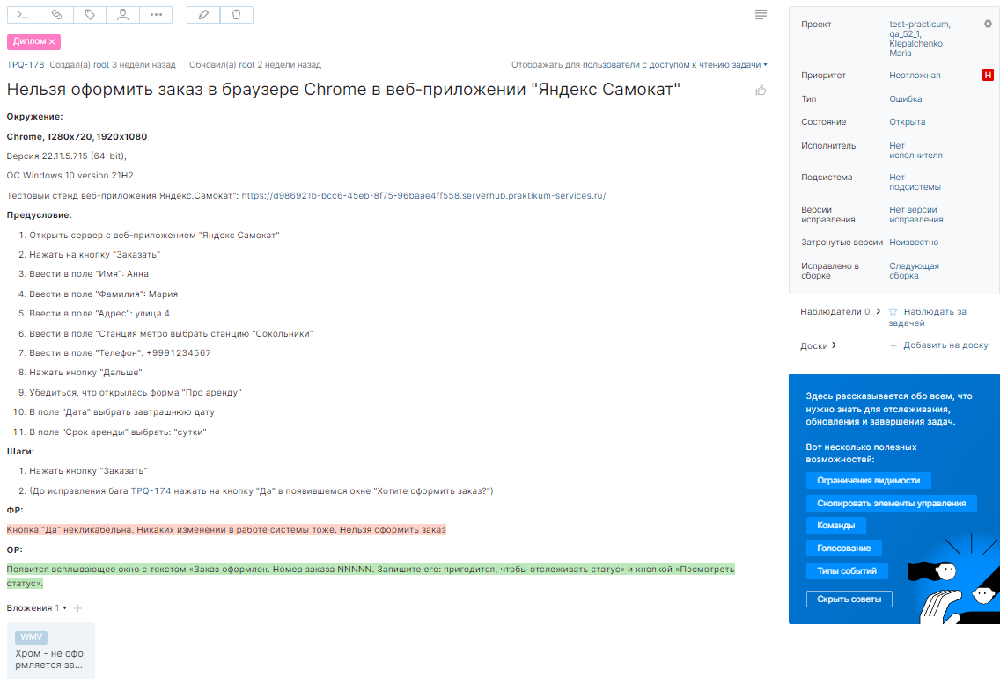 Диплом
TPQ-178 Создал(а) root 3 недели назад Обновил(а) root 2 недели назад
Отображать для пользователи с доступом к чтению задачи
Нельзя оформить заказ в браузере Chrome в веб-приложении "Яндекс Самокат"
Окружение:
Chrome, 1280x720, 1920x1080
Версия 22.11.5.715 (64-bit),
ОС Windows 10 version 21H2
Тестовый стенд веб-приложения Яндекс.Самокат": https://d986921b-bcc6-45eb-8f75-96baae4ff558.serverhub.praktikum-services.ru/
Предусловие:
1. Открыть сервер с веб-приложением "Яндекс Самокат"
2. Нажать на кнопку "Заказать"
3. Ввести в поле "Имя": Анна
4. Ввести в поле "Фамилия": Мария
5. Ввести в поле "Адрес": улица 4
6. Ввести в поле "Станция метро выбрать станцию "Сокольники"
7. Ввести в поле "Телефон": +9991234567
8. Нажать кнопку "Дальше"
9. Убедиться, что открылась форма "Про аренду"
10. В поле "Дата" выбрать завтрашнюю дату
11. В поле "Срок аренды" выбрать: "сутки"
Шаги:
1. Нажать кнопку "Заказать"
2. (До исправления бага TPQ-174 нажать на кнопку "Да" в появившемся окне "Хотите оформить заказ?")
ФР:
Кнопка "Да" некликабельна. Никаких изменений в работе системы тоже. Нельзя оформить заказ
ОР:
Появится всплывающее окно с текстом «Заказ оформлен. Номер заказа NNNNN. Запишите его: пригодится, чтобы отслеживать статус» и кнопкой «Посмотреть
статус».
Вложения 1
WMV
Хром - не офо
рмляется за...
Проект test-practicum,
qa_52_1,
Klepalchenko
Maria
Приоритет Неотложная Н
Тип Ошибка
Состояние Открыта
Исполнитель Нет
исполнителя
Подсистема Нет
подсистемы
Версии Нет версии
исправления исправления
Затронутые версии Неизвестно
Исправлено в Следующая
сборке сборка
Наблюдатели 0 Наблюдать за
задачей
Доски Добавить на доску
Здесь рассказывается обо всем, что
нужно знать для отслеживания,
обновления и завершения задач.
Вот несколько полезных
возможностей:
Ограничения видимости
Скопировать элементы управления
Команды
Голосование
Типы событий
Скрыть советы